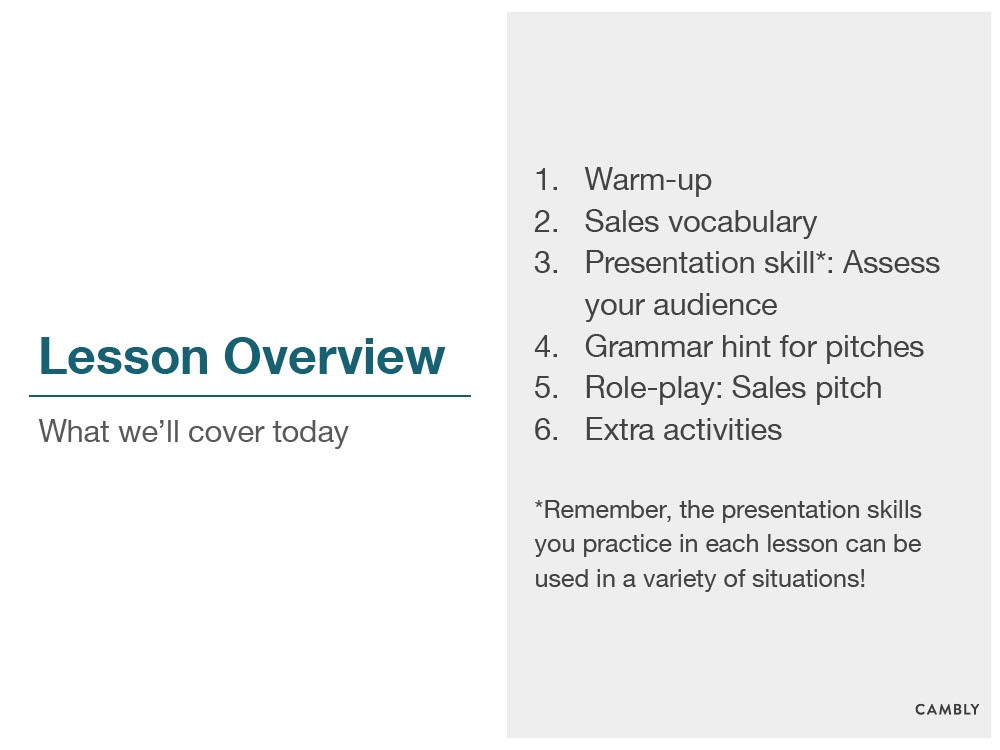 Lesson Overview
What we’ll cover today
1. Warm-up
2. Sales vocabulary
3. Presentation skill*: Assess
your audience
4. Grammar hint for pitches
5. Role-play: Sales pitch
6. Extra activities
*Remember, the presentation skills
you practice in each lesson can be
used in a variety of situations!
CAMBLY